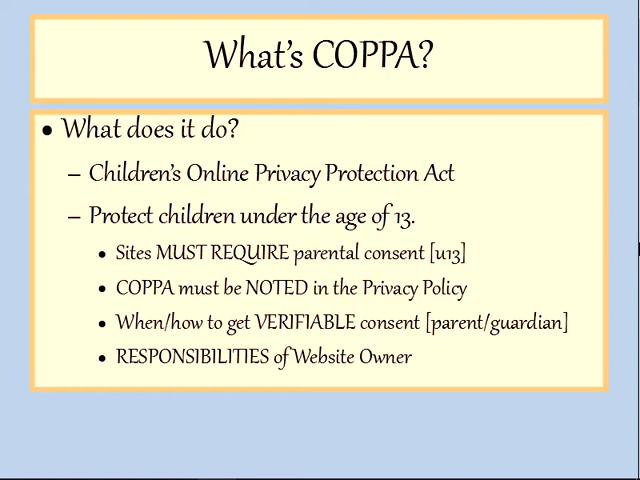 What's COPPA?
• What does it do?
– Children's Online Privacy Protection Act
– Protect children under the age of 13.
• Sites MUST REQUIRE parental consent [u13]
• COPPA must be NOTED in the Privacy Policy
• When/how to get VERIFIABLE consent [parent/guardian]
• RESPONSIBILITIES of Website Owner